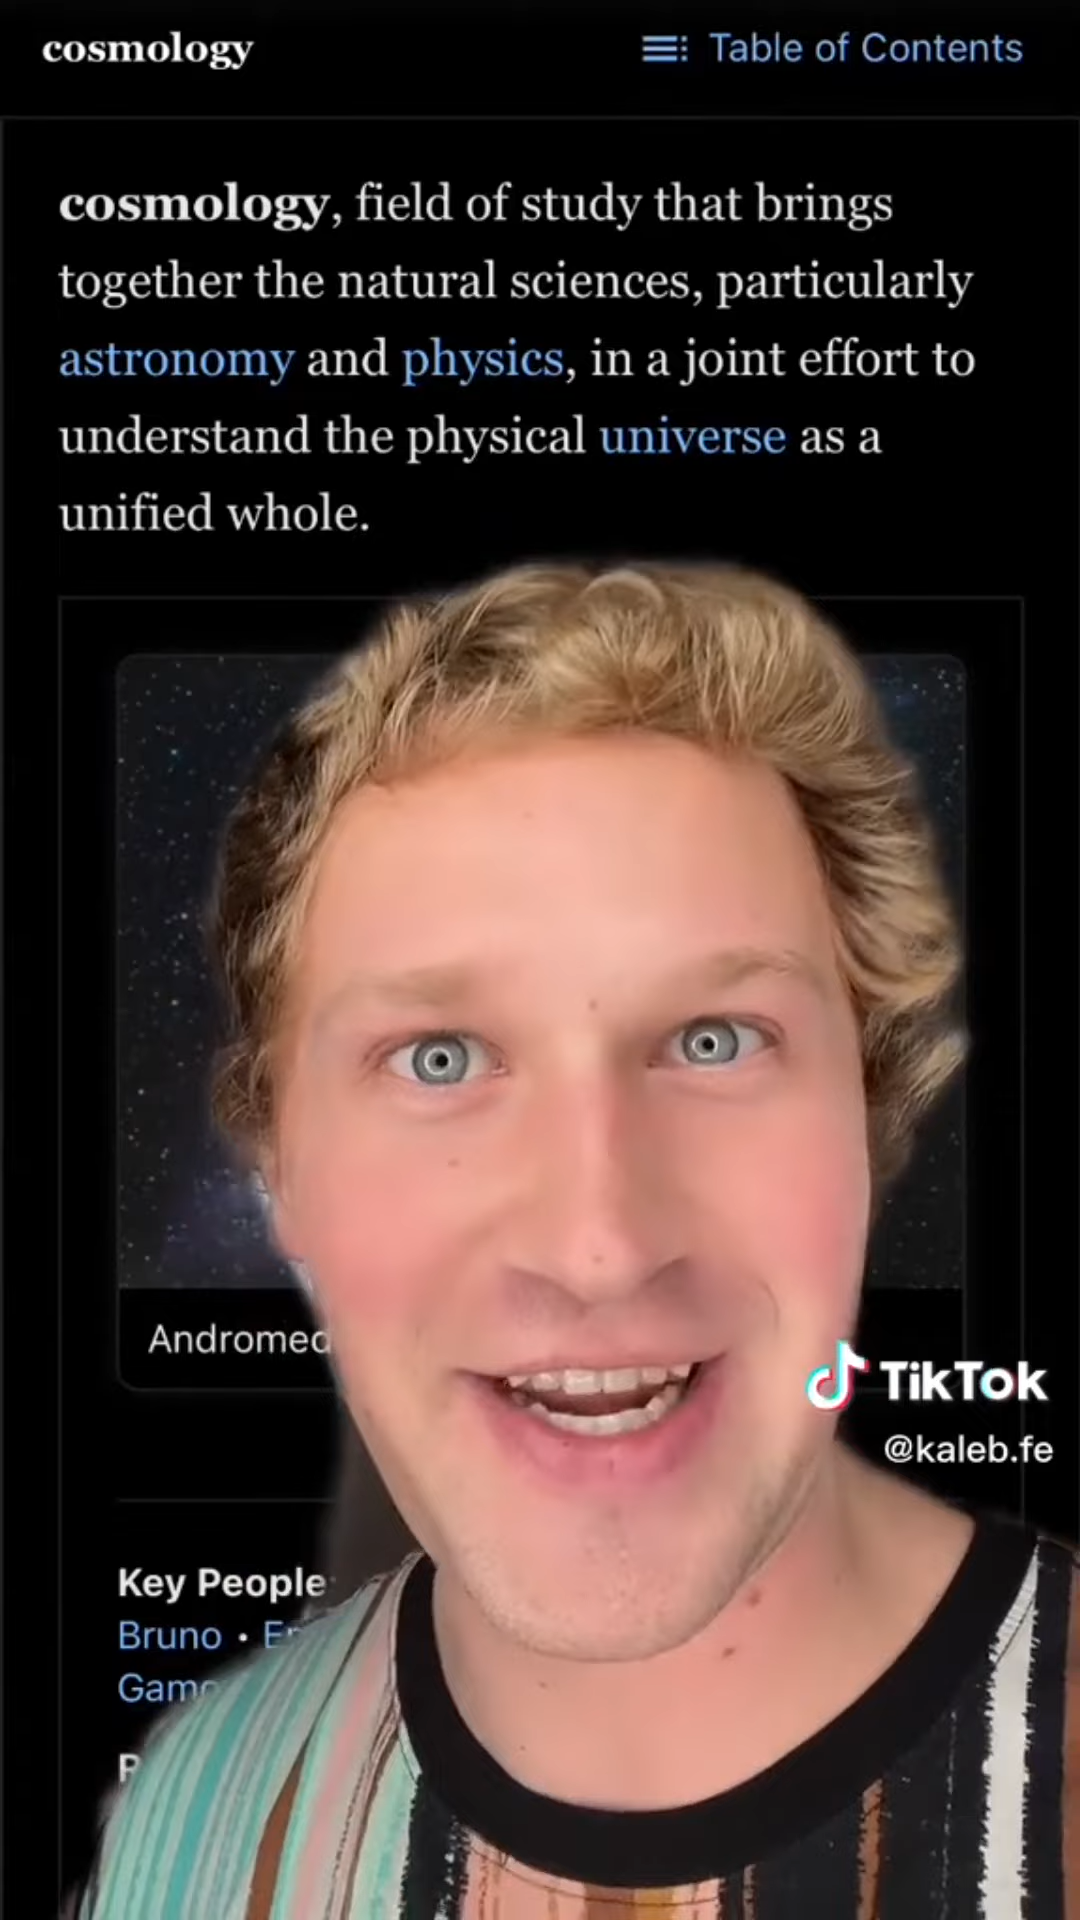 cosmology
Table of Contents
cosmology, field of study that brings
together the natural sciences, particularly
astronomy and physics, in a joint effort to
understand the physical universe as a
unified whole.
TikTok
@kaleb.fe
Key People
Bruno •